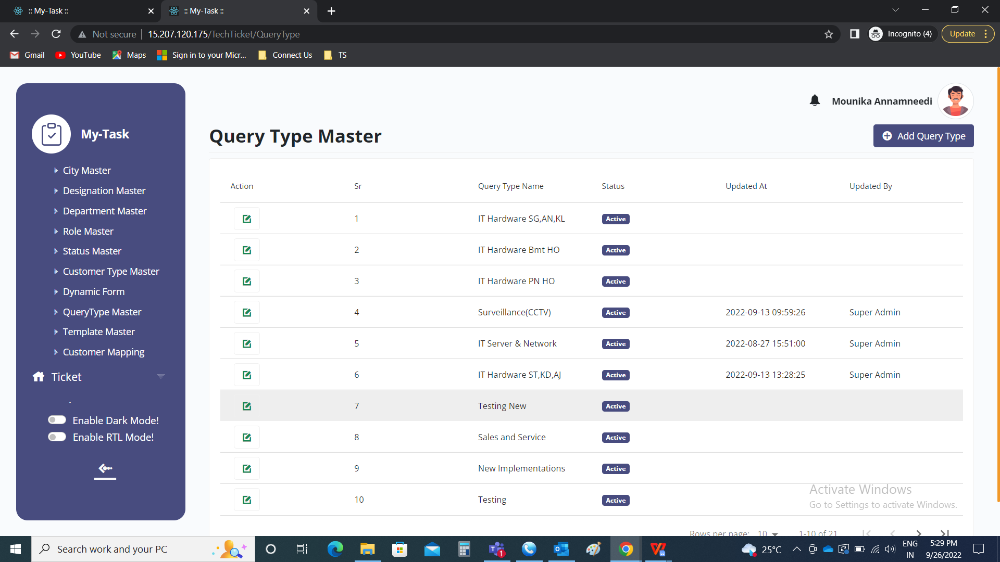 :: My-Task ::
:: My-Task ::
Not secure
15.207.120.175/TechTicket/QueryType
Incognito (4)
Update
Gmail
YouTube
Maps
Sign in to your Micr...
Connect Us
TS
My-Task
City Master
Designation Master
Department Master
Role Master
Status Master
Customer Type Master
Dynamic Form
QueryType Master
Template Master
Customer Mapping
Ticket
Enable Dark Mode!
Enable RTL Mode!
Mounika Annamneedi
Query Type Master
Add Query Type
Action Sr Query Type Name Status Updated At Updated By
1 IT Hardware SG,AN,KL Active
2 IT Hardware Bmt HO Active
3 IT Hardware PN HO Active
4 Surveillance(CCTV) Active 2022-09-13 09:59:26 Super Admin
5 IT Server & Network Active 2022-08-27 15:51:00 Super Admin
6 IT Hardware ST,KD,AJ Active 2022-09-13 13:28:25 Super Admin
7 Testing New Active
8 Sales and Service Active
9 New Implementations Active
10 Testing Active
Activate Windows
Go to Settings to activate Windows.
Rows per page: 10 1-10 of 21
Search work and your PC
1
25°C
ENG
IN
5:29 PM
9/26/2022